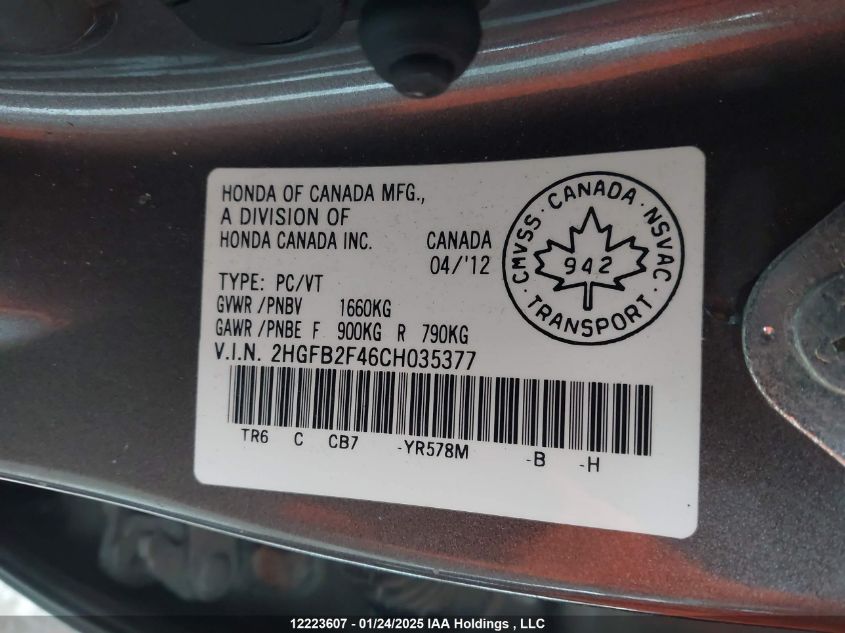 HONDA OF CANADA MFG.,
A DIVISION OF
HONDA CANADA INC. CANADA
04/'12
TYPE: PC/VT
GVWR /PNBV 1660KG
GAWR /PNBE F 900KG R 790KG
V.I.N. 2HGFB2F46CH035377
TR6 C CB7 -YR578M -B -H
CMVSS · CANADA · NSVAC
942
· TRANSPORT ·
12223607 - 01/24/2025 IAA Holdings , LLC